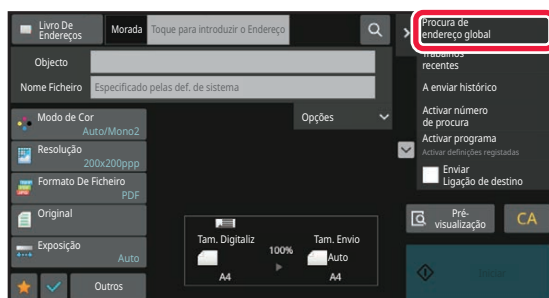 Livro De
Endereços
Morada
Toque para introduzir o Endereço
Objecto
Nome Ficheiro
Especificado pelas def. de sistema
Modo de Cor
Auto/Mono2
Resolução
200x200ppp
Formato De Ficheiro
PDF
Original
Exposição
Auto
Outros
Opções
Tam. Digitaliz
100%
Tam. Envio
A4
Auto
A4
Procura de
endereço global
Trabalhos
recentes
A enviar histórico
Activar número
de procura
Activar programa
Activar definições registadas
Enviar
Ligação de destino
Pré-
visualização
CA
Iniciar